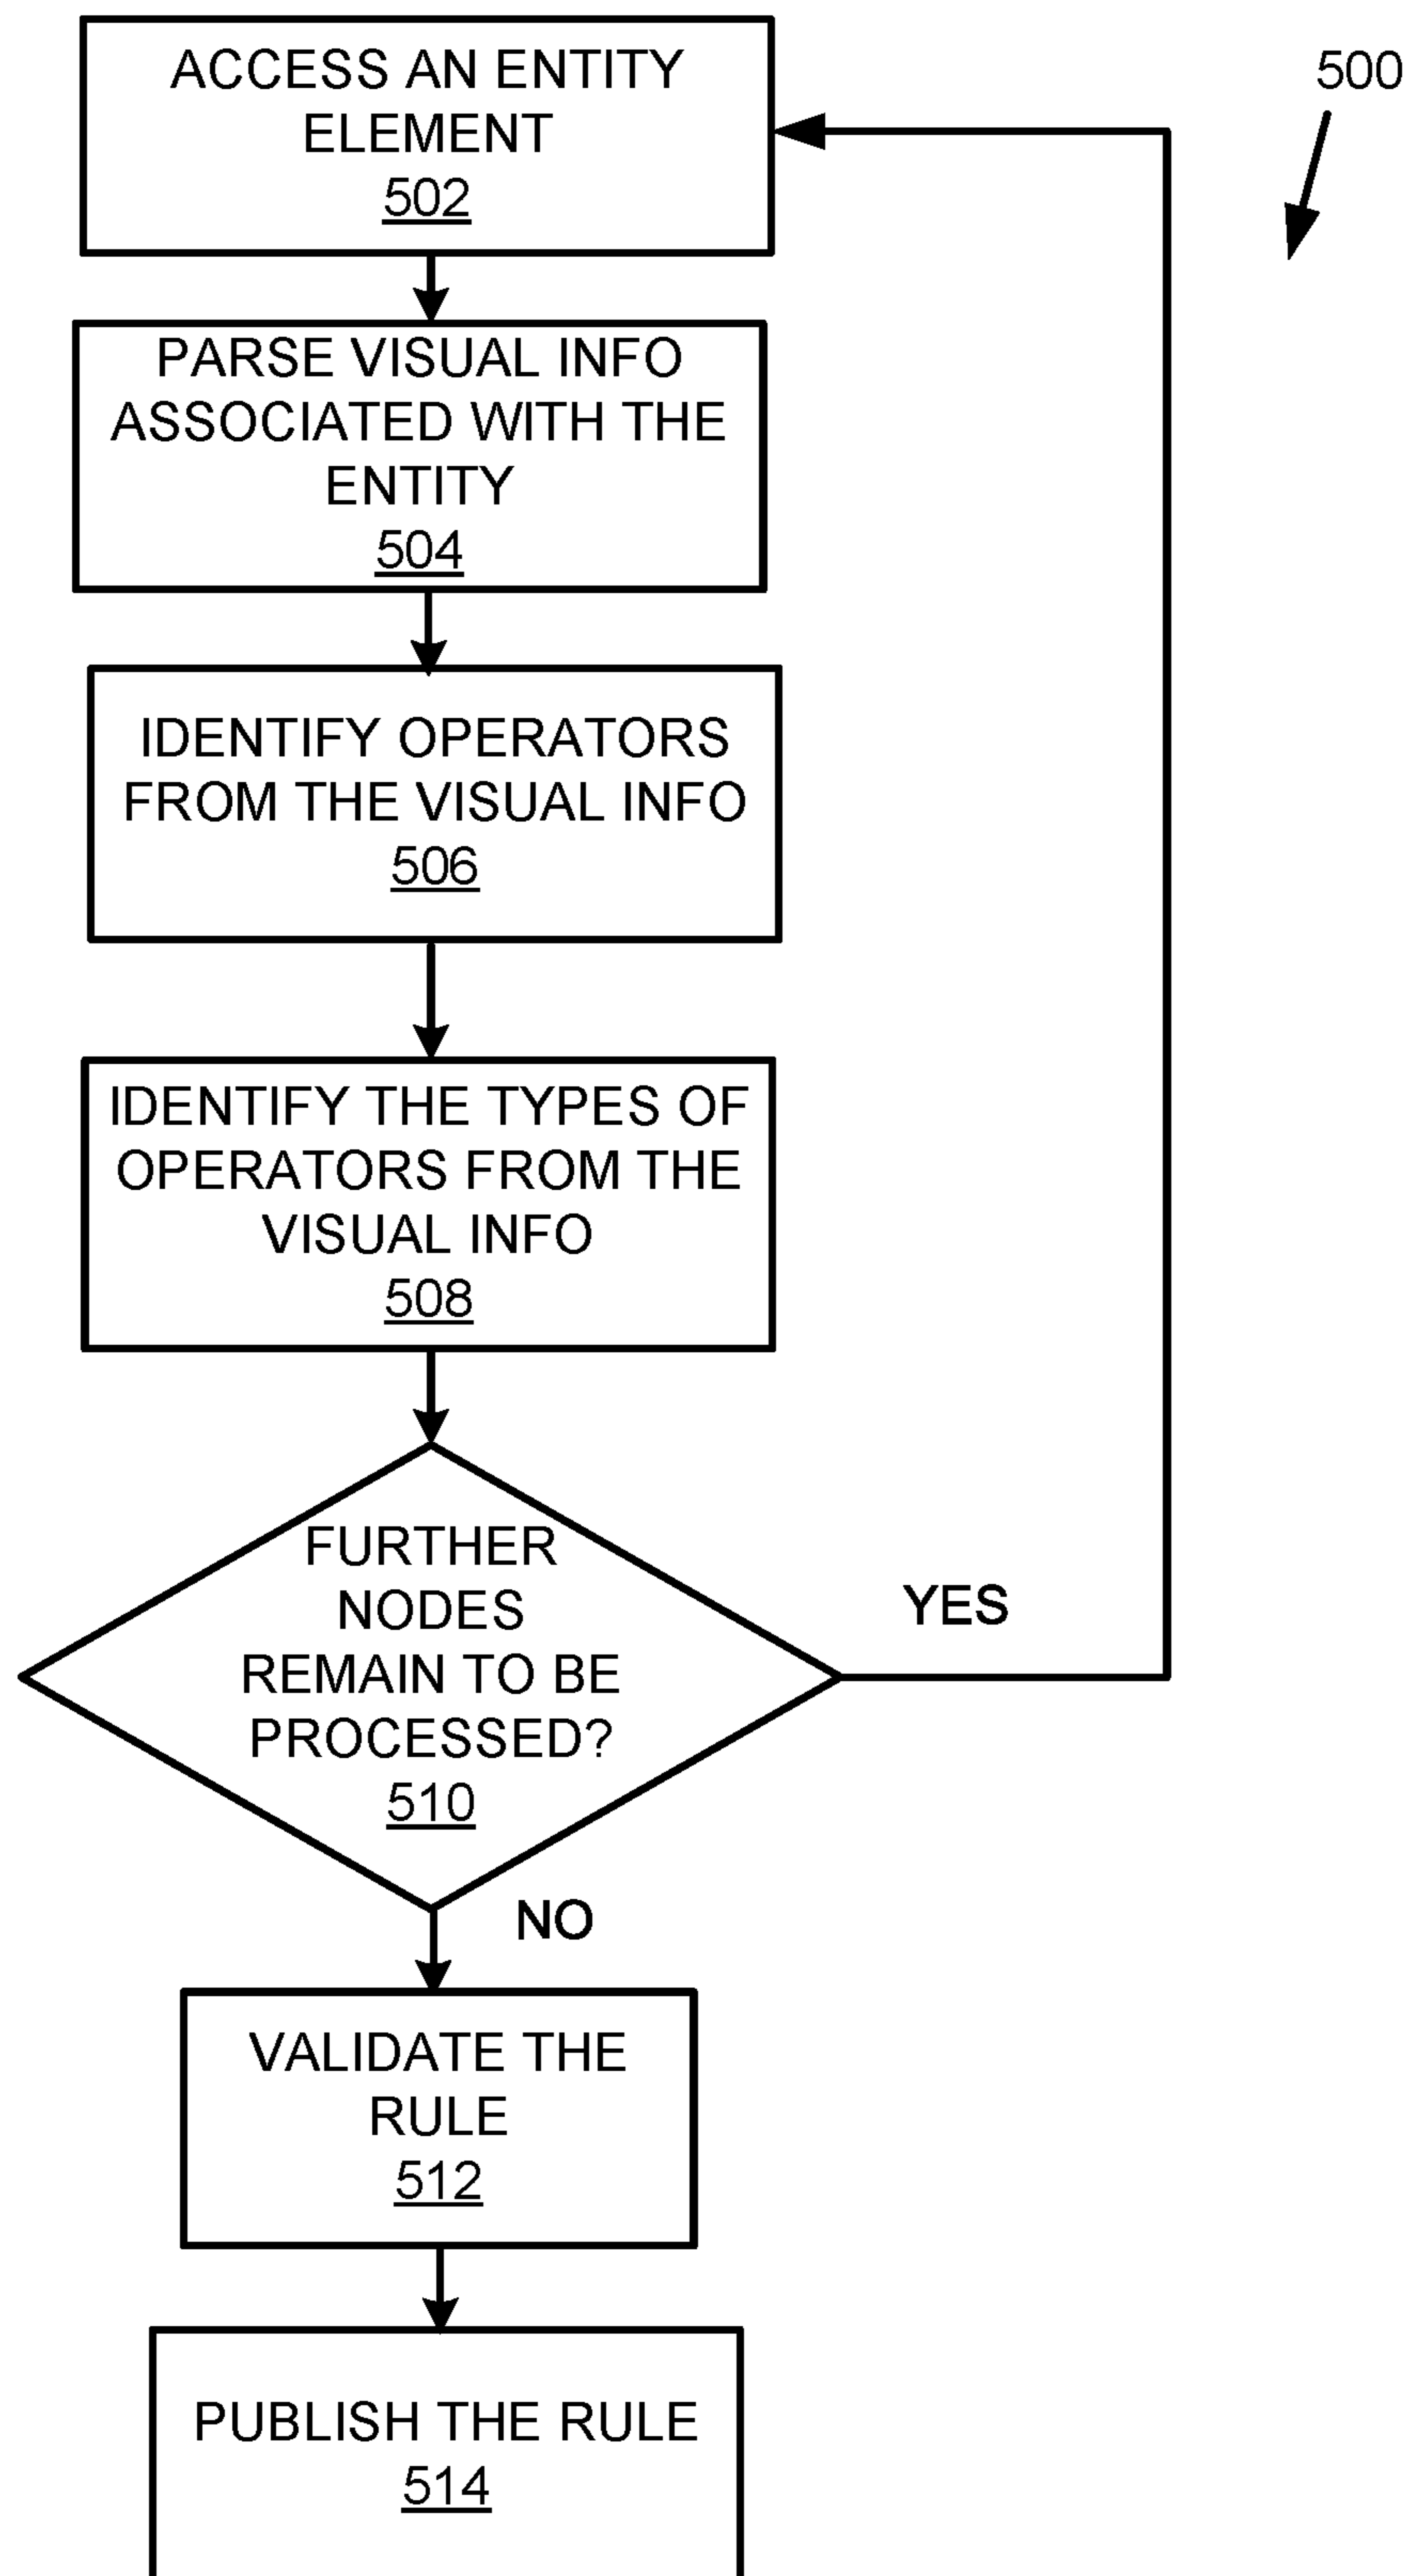 ACCESS AN ENTITY
ELEMENT
502
500
PARSE VISUAL INFO
ASSOCIATED WITH THE
ENTITY
504
IDENTIFY OPERATORS
FROM THE VISUAL INFO
506
IDENTIFY THE TYPES OF
OPERATORS FROM THE
VISUAL INFO
508
FURTHER
NODES
REMAIN TO BE
PROCESSED?
510
YES
NO
VALIDATE THE
RULE
512
PUBLISH THE RULE
514